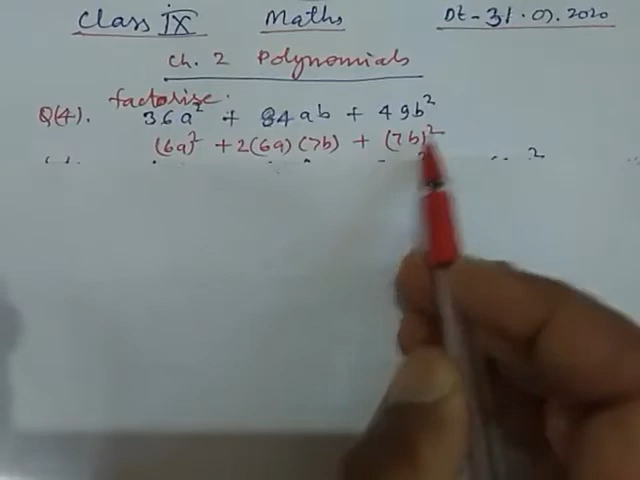 Class IX Maths Dt - 31.07.2020
Ch. 2 Polynomials
Q(4). factorise.
36a² + 84ab + 49b²
(6a)² + 2(6a)(7b) + (7b)²